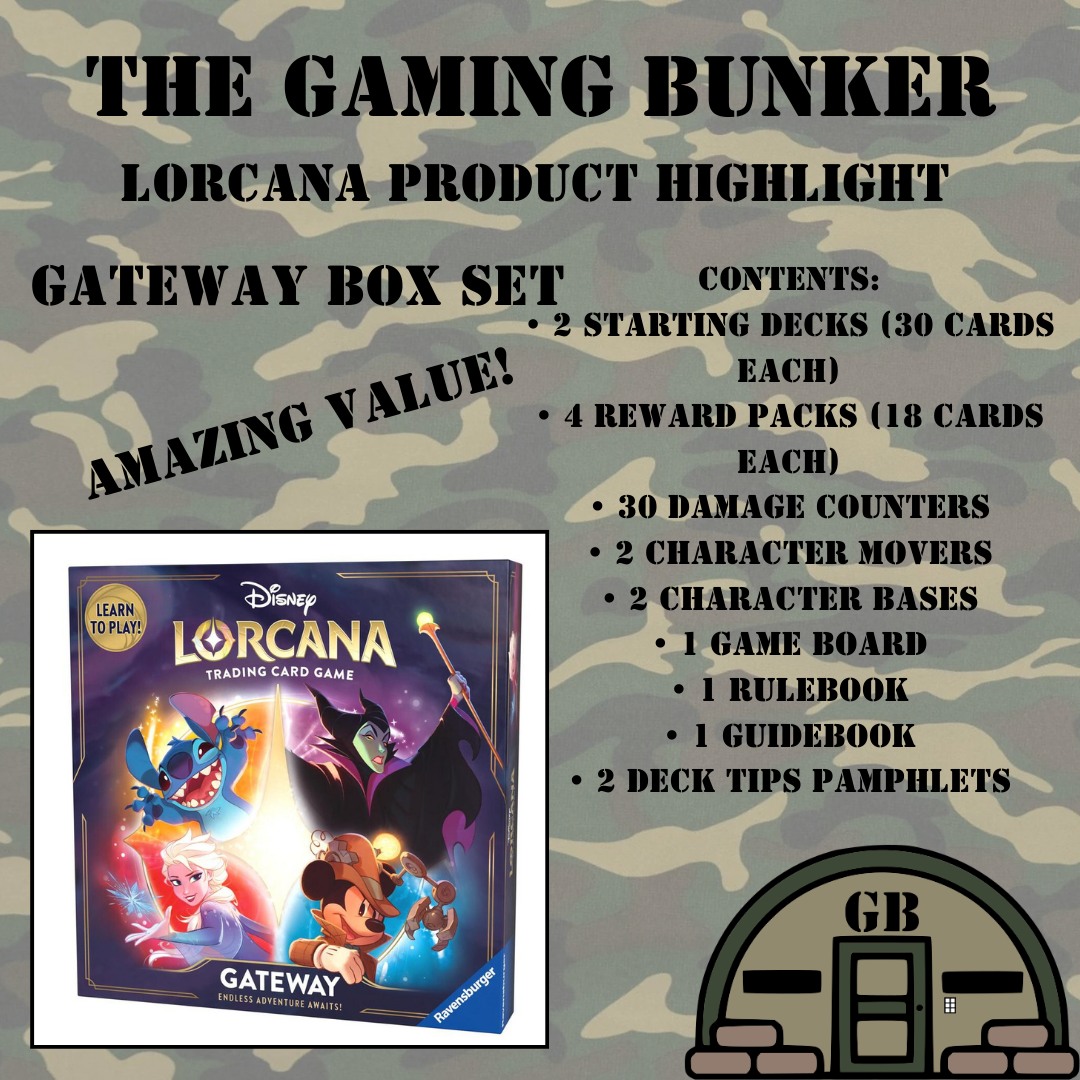 THE GAMING BUNKER
LORCANA PRODUCT HIGHLIGHT
GATEWAY BOX SET
AMAZING VALUE!
CONTENTS:
• 2 STARTING DECKS (30 CARDS
EACH)
• 4 REWARD PACKS (18 CARDS
EACH)
• 30 DAMAGE COUNTERS
• 2 CHARACTER MOVERS
• 2 CHARACTER BASES
• 1 GAME BOARD
• 1 RULEBOOK
• 1 GUIDEBOOK
• 2 DECK TIPS PAMPHLETS
LEARN
TO PLAY!
Disney
LORCANA
TRADING CARD GAME
GATEWAY
ENDLESS ADVENTURE AWAITS!
Ravensburger
GB